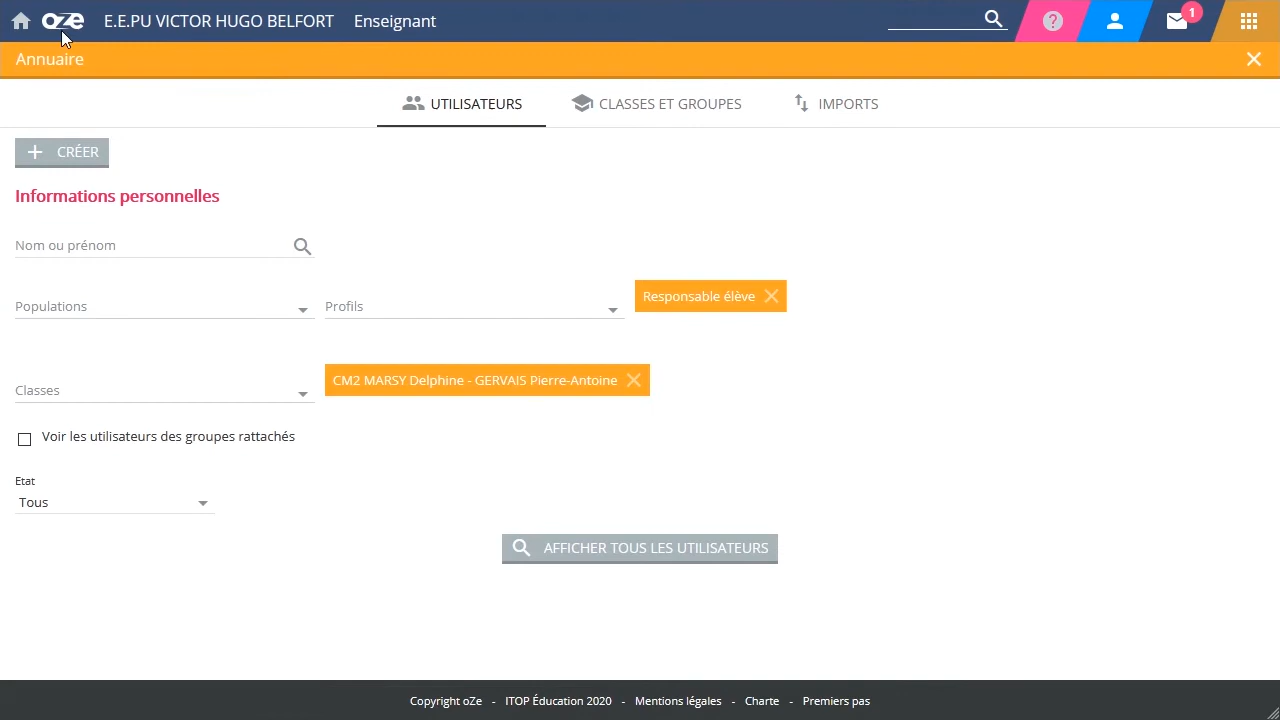 oZe E.E.PU VICTOR HUGO BELFORT Enseignant ? 1
Annuaire
UTILISATEURS CLASSES ET GROUPES IMPORTS
CRÉER
Informations personnelles
Nom ou prénom
Populations Profils Responsable élève
Classes CM2 MARSY Delphine - GERVAIS Pierre-Antoine
Voir les utilisateurs des groupes rattachés
Etat
Tous
AFFICHER TOUS LES UTILISATEURS
Copyright oZe - ITOP Éducation 2020 - Mentions légales - Charte - Premiers pas